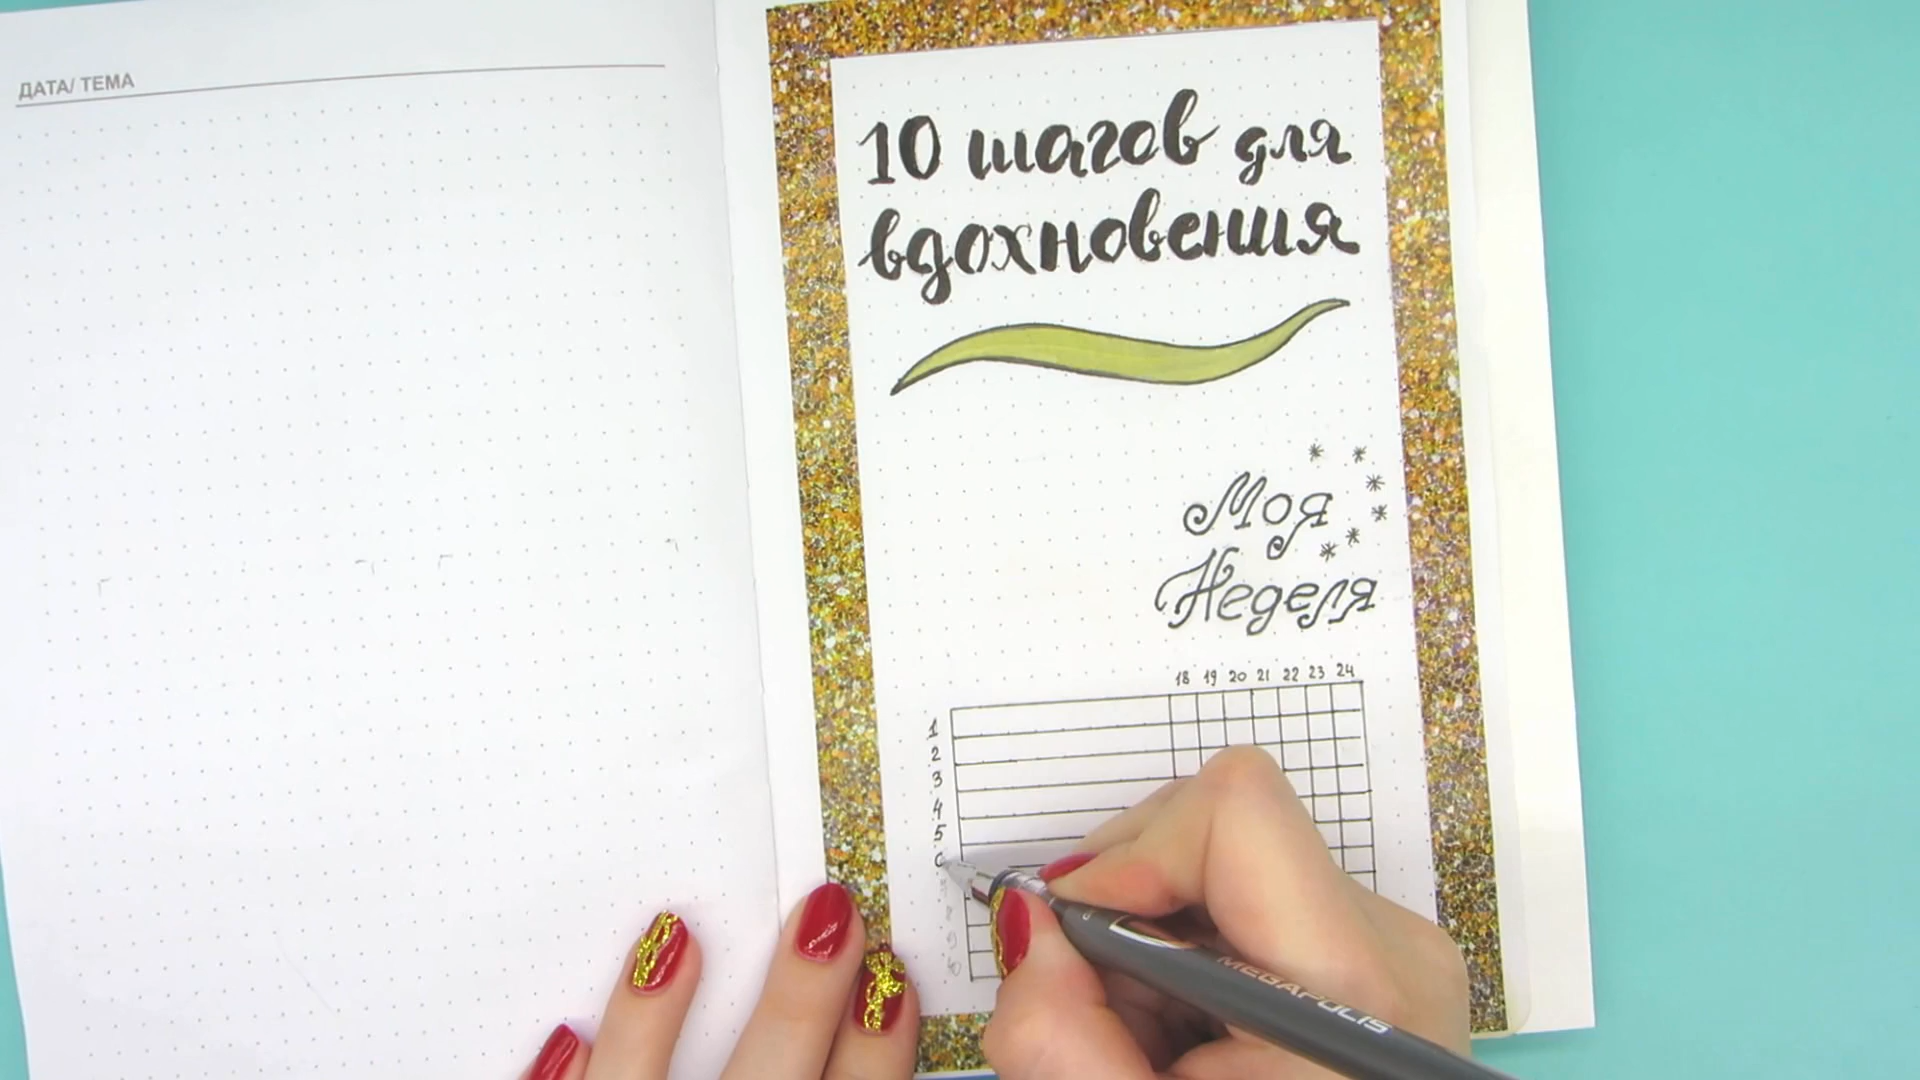 ДАТА/ ТЕМА
10 шагов для
вдохновения
Моя
Неделя
18 19 20 21 22 23 24
1
2
3
4
5
MEGAPOLIS